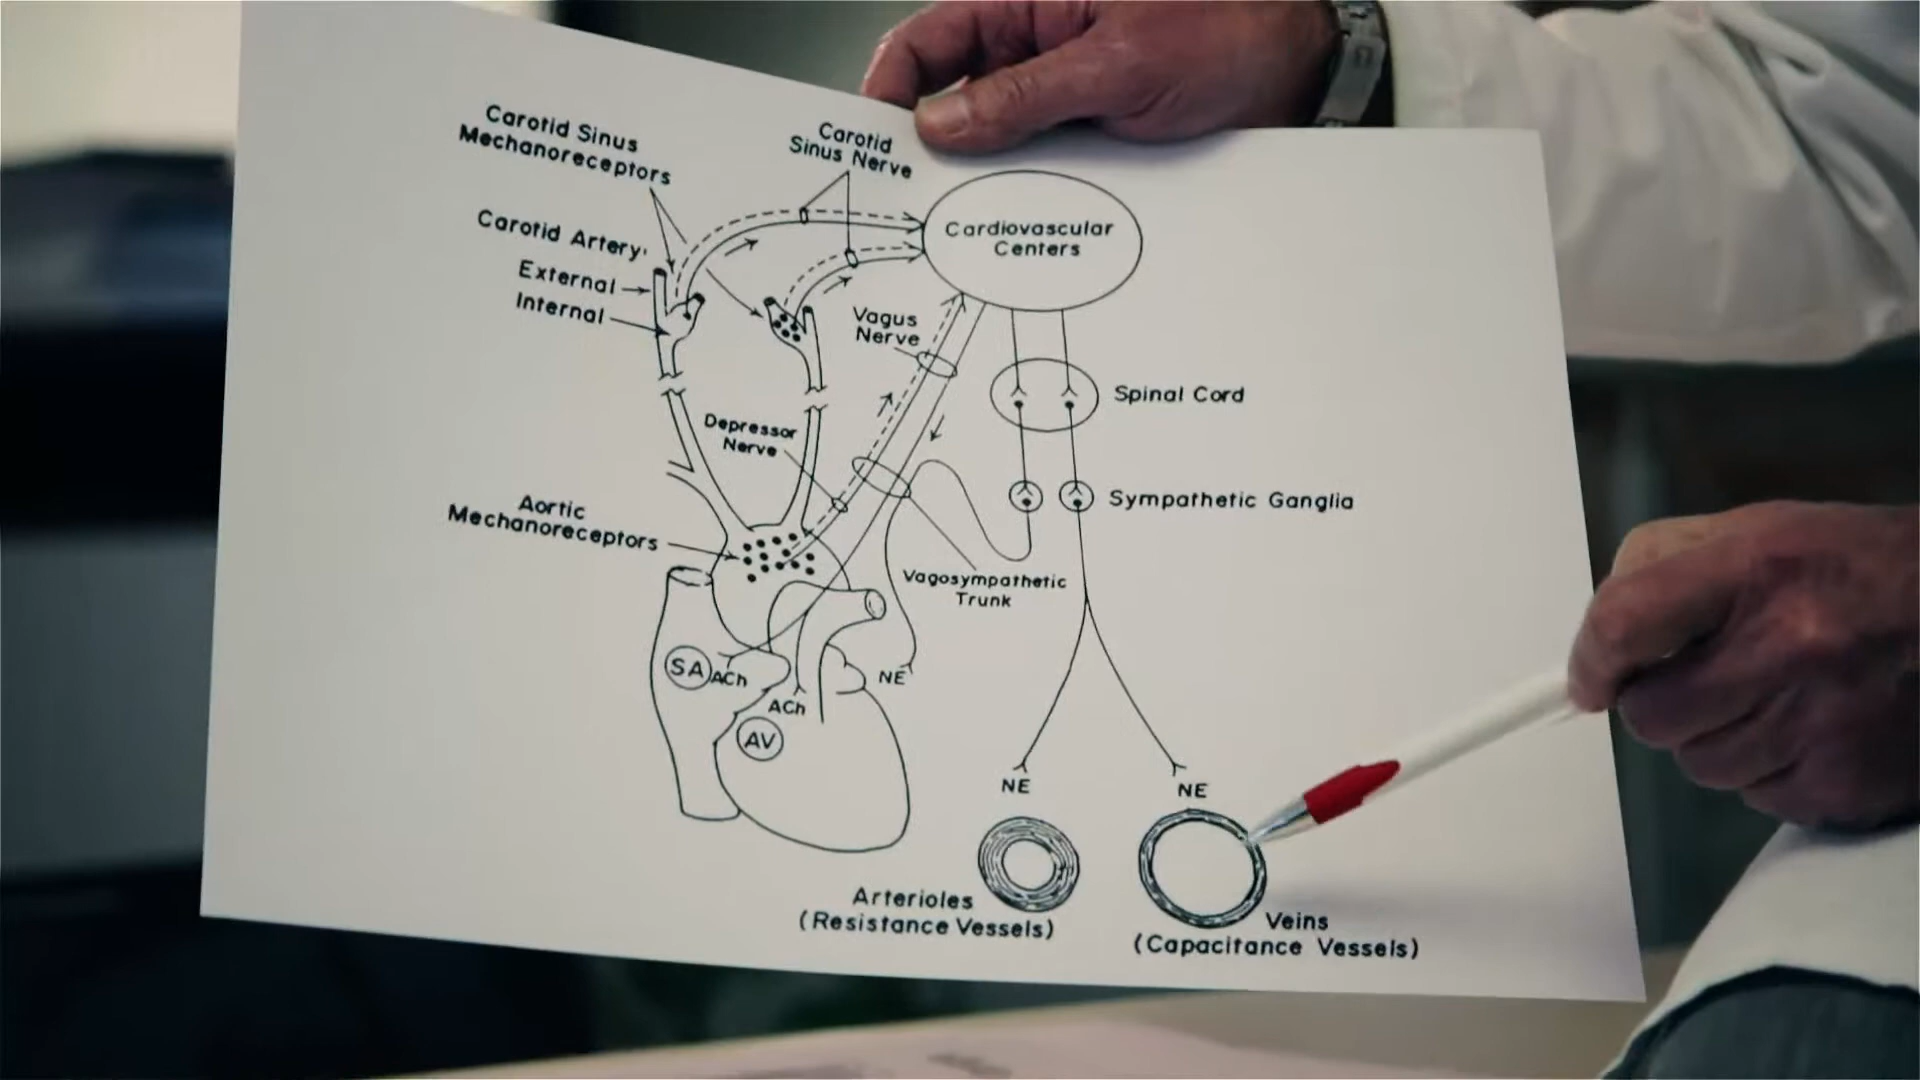 Carotid Sinus
Mechanoreceptors
Carotid
Sinus Nerve
Carotid Artery
External
Internal
Cardiovascular
Centers
Vagus
Nerve
Spinal Cord
Depressor
Nerve
Sympathetic Ganglia
Aortic
Mechanoreceptors
Vagosympathetic
Trunk
SA
ACh
NE
ACh
AV
NE
NE
Arterioles
(Resistance Vessels)
Veins
(Capacitance Vessels)